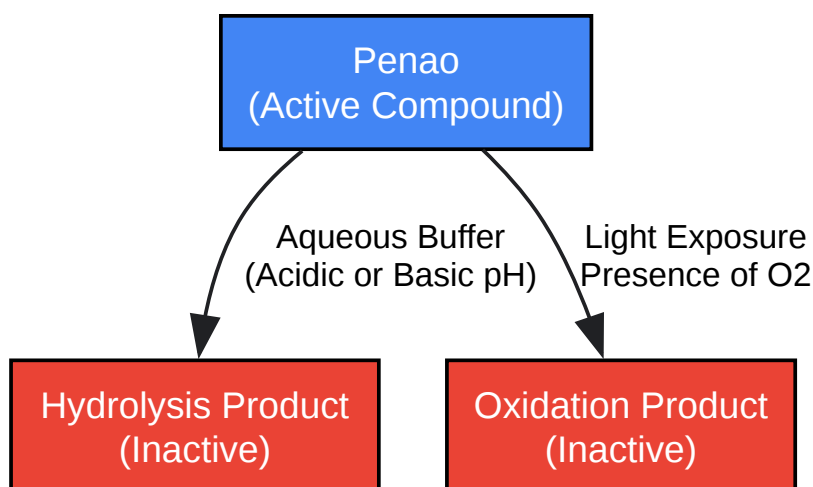 Penao
(Active Compound)
Aqueous Buffer
(Acidic or Basic pH)
Light Exposure
Presence of O2
Hydrolysis Product
(Inactive)
Oxidation Product
(Inactive)